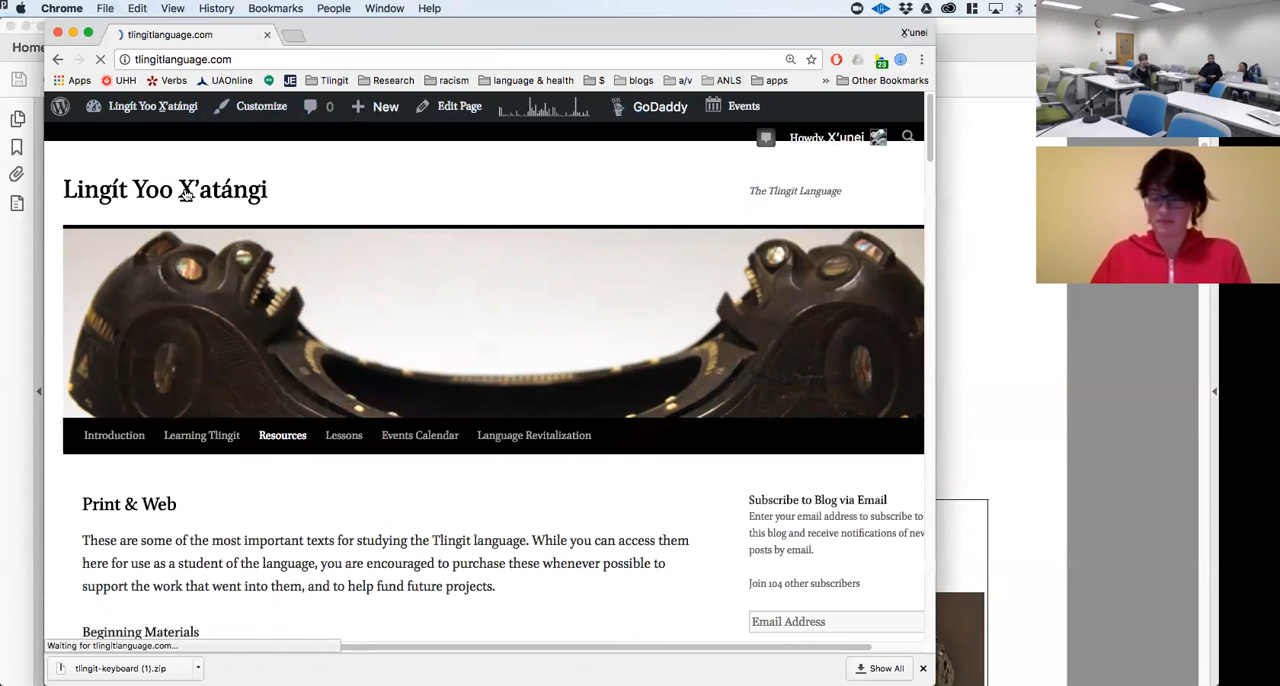 Chrome File Edit View History Bookmarks People Window Help
Home
tlingitlanguage.com
X'unei
tlingitlanguage.com
23
Apps UHH Verba UAOnline JE Tlingit Research racism language & health $ blogs a/v ANLS apps » Other Bookmarks
Lingít Yoo X̱'atángi Customize 0 New Edit Page GoDaddy Events
Howdy, X̱'unei
Lingít Yoo X̱’atángi
The Tlingit Language
Introduction Learning Tlingit Resources Lessons Events Calendar Language Revitalization
Print & Web
These are some of the most important texts for studying the Tlingit language. While you can access them
here for use as a student of the language, you are encouraged to purchase these whenever possible to
support the work that went into them, and to help fund future projects.
Beginning Materials
Subscribe to Blog via Email
Enter your email address to subscribe to
this blog and receive notifications of new
posts by email.
Join 104 other subscribers
Email Address
Waiting for tlingitlanguage.com...
tlingit-keyboard (1).zip
Show All